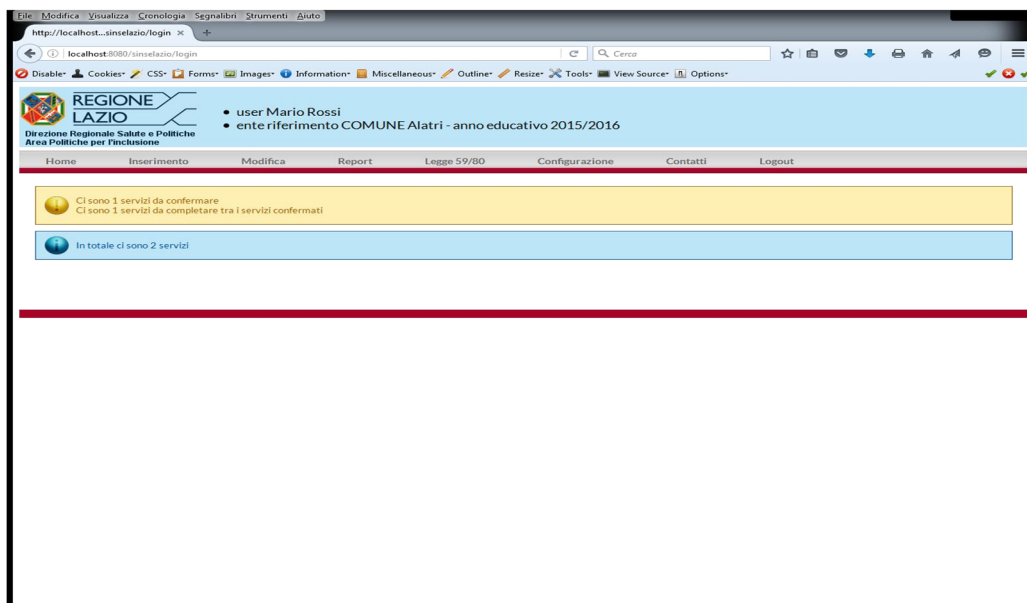 File Modifica Visualizza Cronologia Segnalibri Strumenti Aiuto
http://localhost...sinselazio/login × +
localhost:8080/sinselazio/login Cerca
Disable Cookies CSS Forms Images Information Miscellaneous Outline Resize Tools View Source Options
REGIONE
LAZIO
Direzione Regionale Salute e Politiche
Area Politiche per l'inclusione
• user Mario Rossi
• ente riferimento COMUNE Alatri - anno educativo 2015/2016
Home Inserimento Modifica Report Legge 59/80 Configurazione Contatti Logout
Ci sono 1 servizi da confermare
Ci sono 1 servizi da completare tra i servizi confermati
In totale ci sono 2 servizi